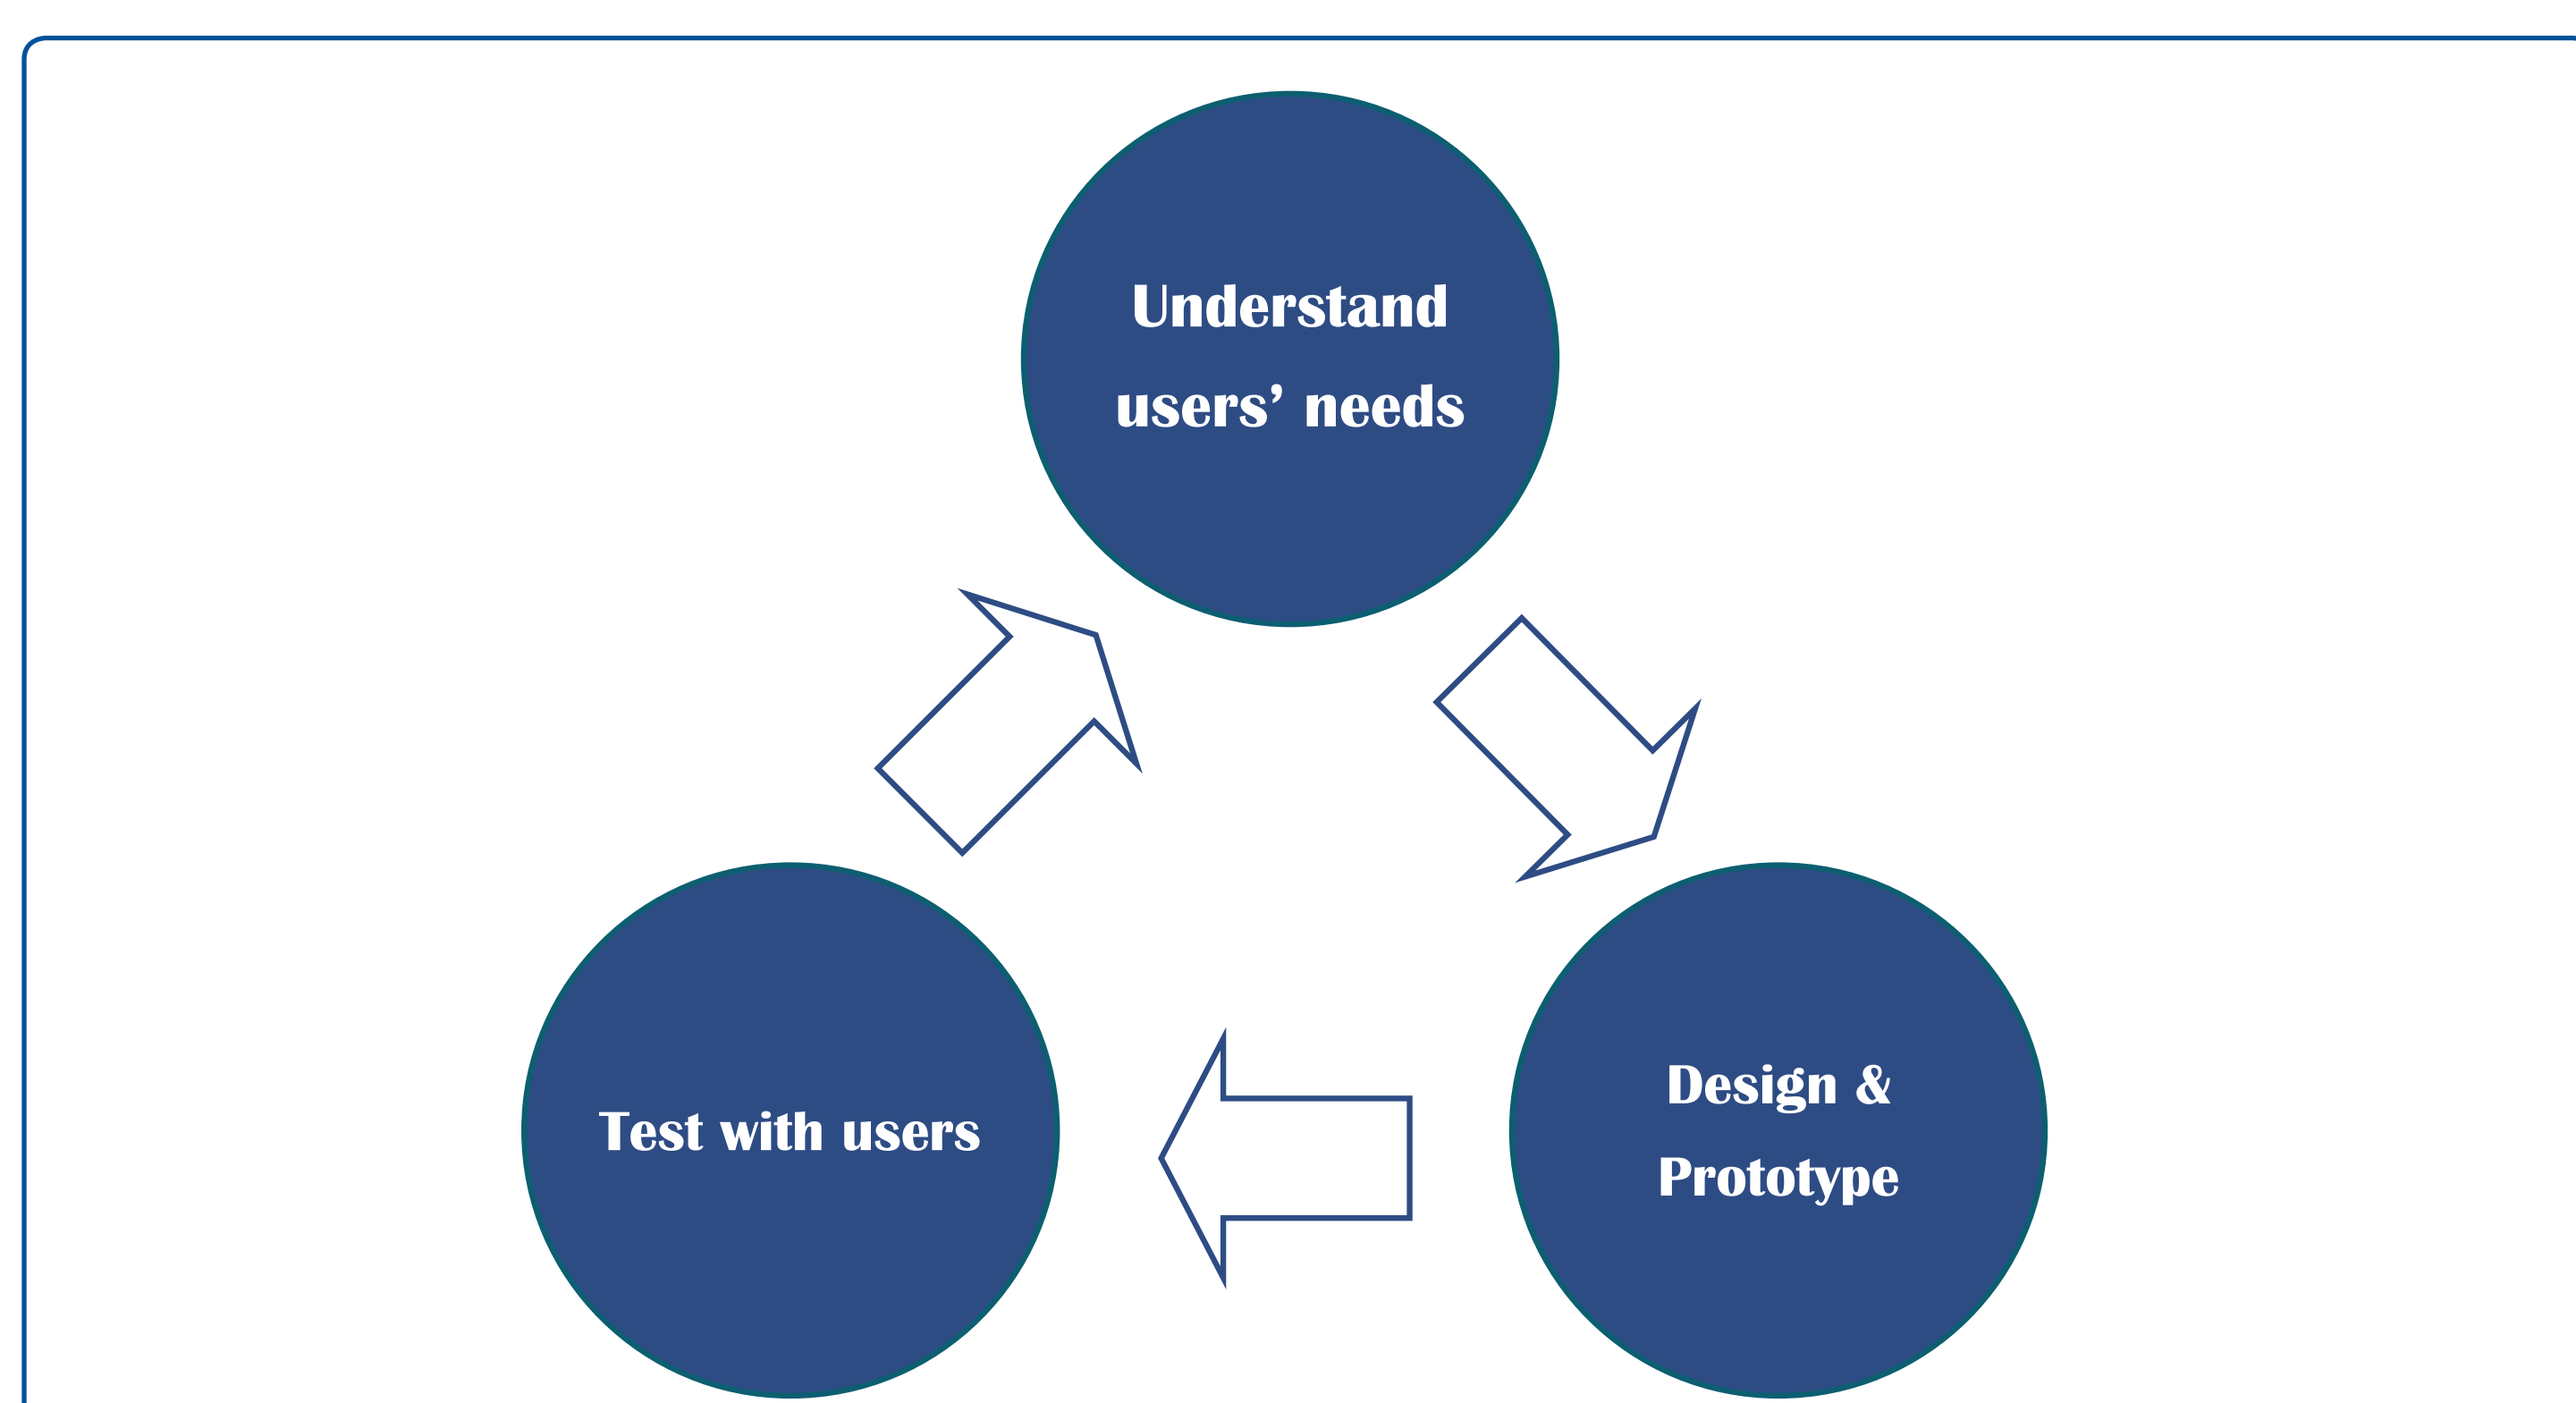 Understand
users’ needs
Test with users
Design &
Prototype